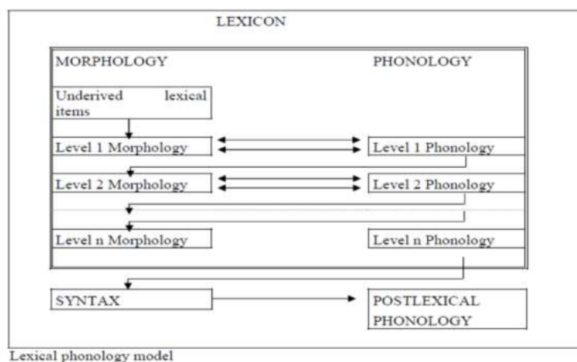 LEXICON
MORPHOLOGY PHONOLOGY
Underived lexical
items
Level 1 Morphology Level 1 Phonology
Level 2 Morphology Level 2 Phonology
Level n Morphology Level n Phonology
SYNTAX POSTLEXICAL
PHONOLOGY
Lexical phonology model